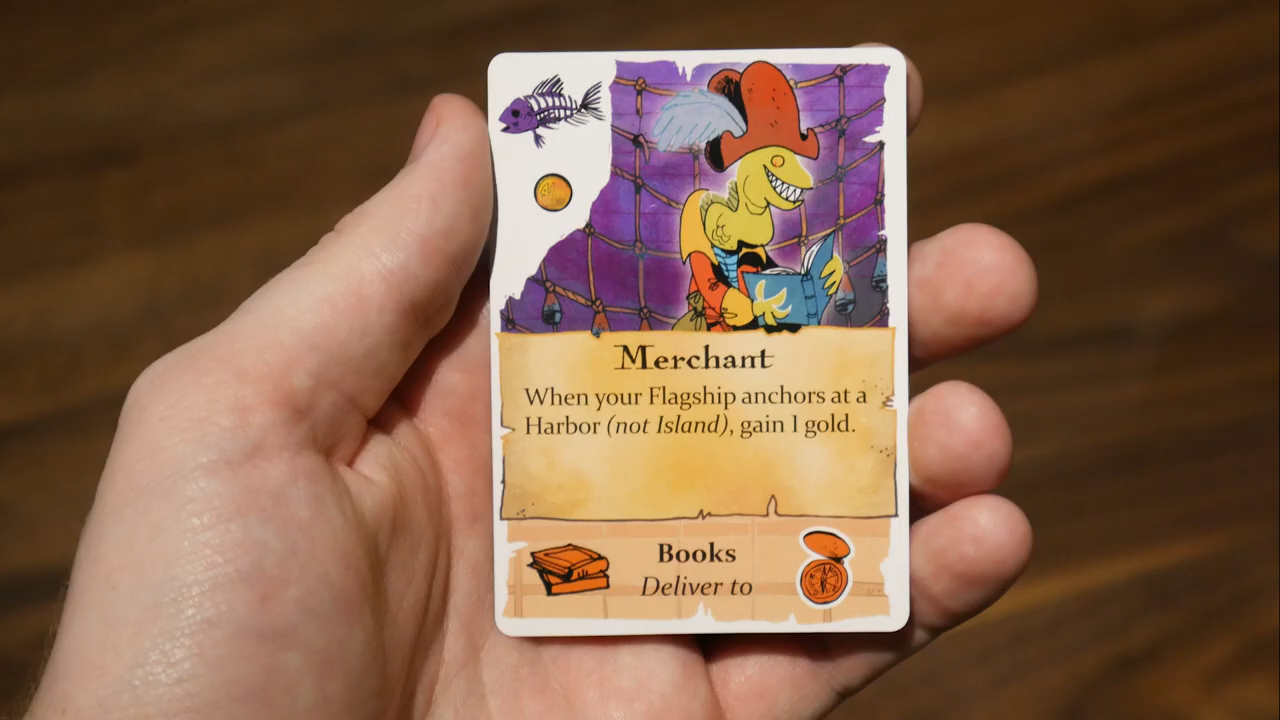 Merchant
When your Flagship anchors at a
Harbor (not Island), gain 1 gold.
Books
Deliver to